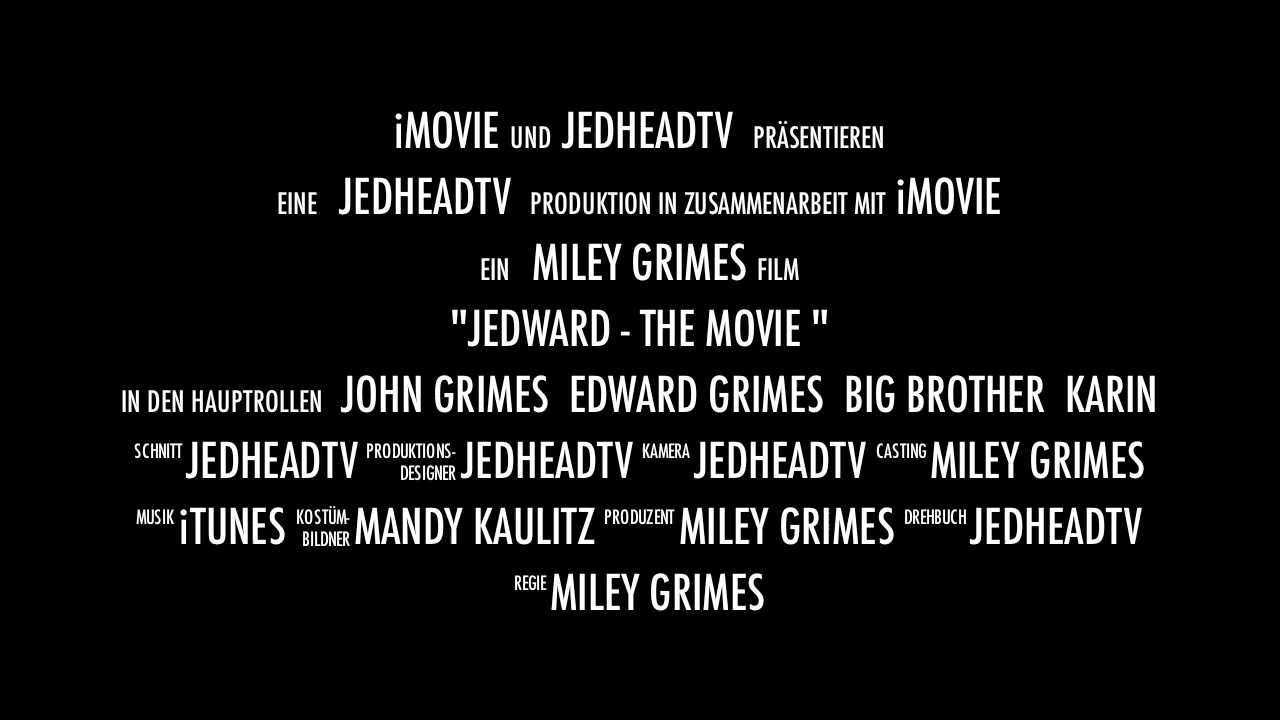 iMOVIE UND JEDHEADTV PRÄSENTIEREN
EINE JEDHEADTV PRODUKTION IN ZUSAMMENARBEIT MIT iMOVIE
EIN MILEY GRIMES FILM
"JEDWARD - THE MOVIE "
IN DEN HAUPTROLLEN JOHN GRIMES EDWARD GRIMES BIG BROTHER KARIN
SCHNITT JEDHEADTV PRODUKTIONS-DESIGNER JEDHEADTV KAMERA JEDHEADTV CASTING MILEY GRIMES
MUSIK iTUNES KOSTÜM-BILDNER MANDY KAULITZ PRODUZENT MILEY GRIMES DREHBUCH JEDHEADTV
REGIE MILEY GRIMES